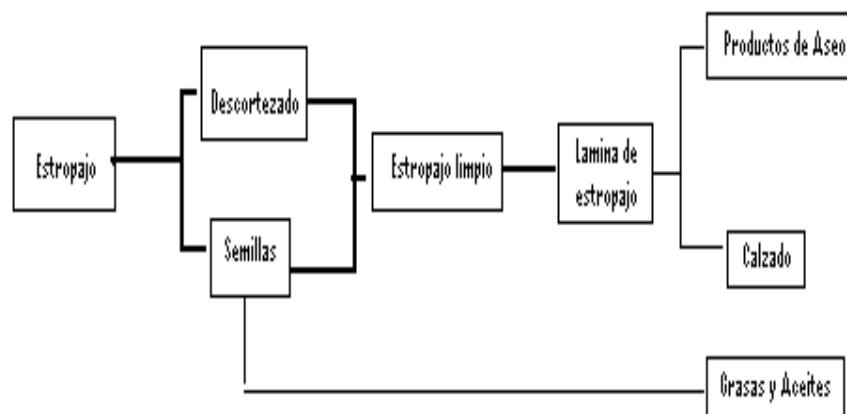 Productos de Aseo
Descortezado
Estropajo
Estropajo limpio
Lamina de
estropajo
Semillas
Calzado
Grasas y Aceites